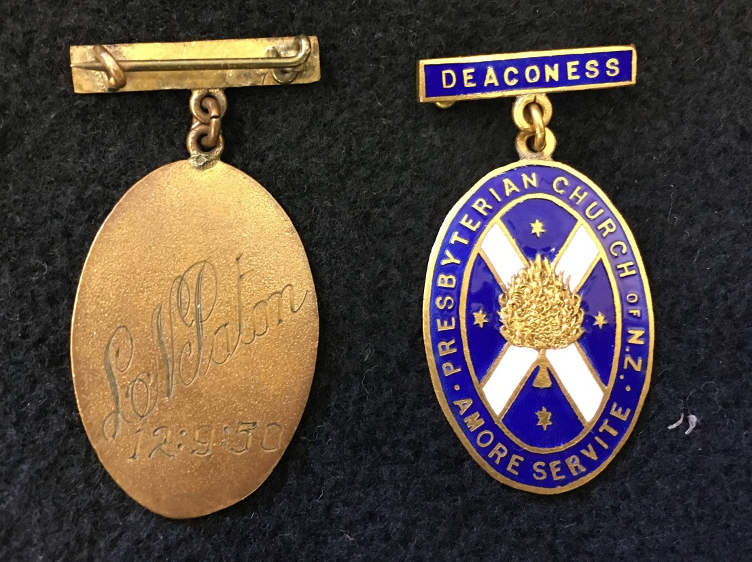 L N Paton
12:9:50
DEACONESS
PRESBYTERIAN CHURCH OF N.Z.
AMORE SERVITE